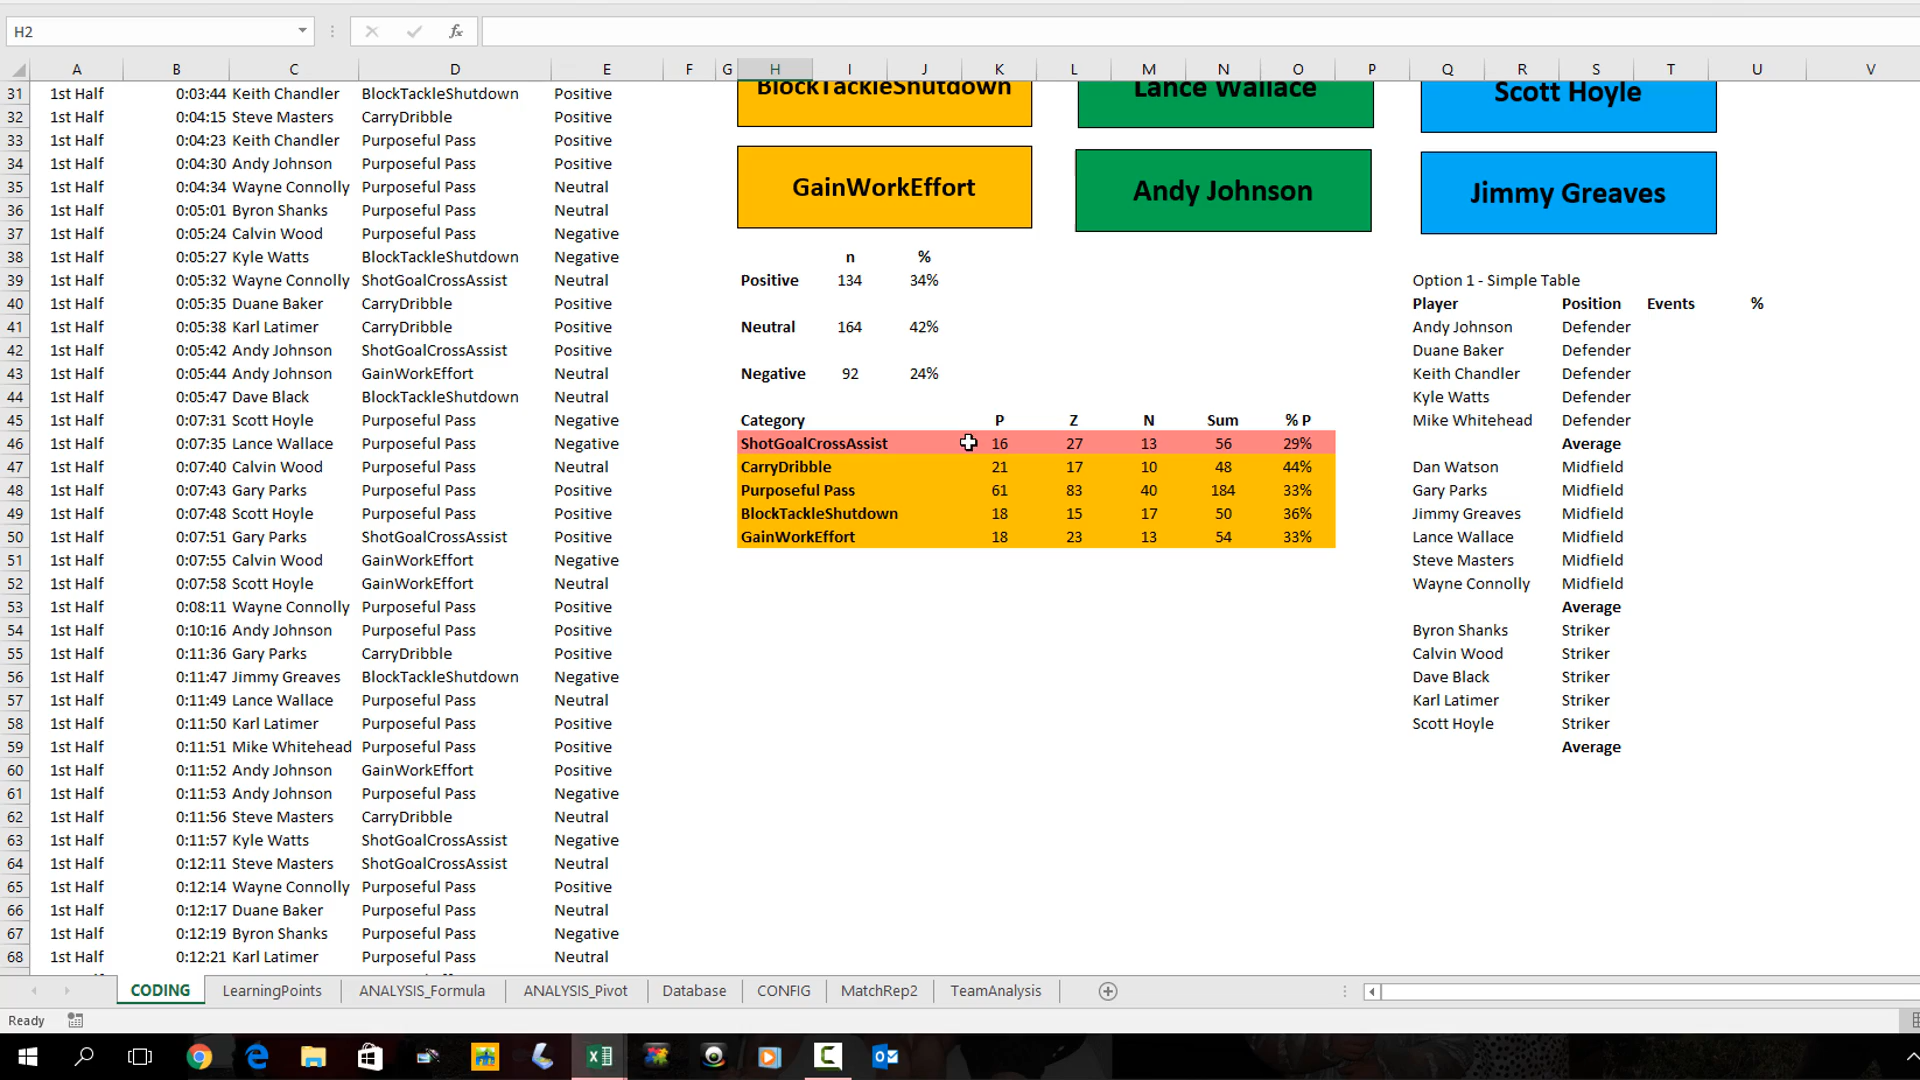 H2
fx
A B C D E F G H I J K L M N O P Q R S T U V
31 1st Half 0:03:44 Keith Chandler BlockTackleShutdown Positive
32 1st Half 0:04:15 Steve Masters CarryDribble Positive
33 1st Half 0:04:23 Keith Chandler Purposeful Pass Positive
34 1st Half 0:04:30 Andy Johnson Purposeful Pass Positive
35 1st Half 0:04:34 Wayne Connolly Purposeful Pass Neutral
36 1st Half 0:05:01 Byron Shanks Purposeful Pass Neutral
37 1st Half 0:05:24 Calvin Wood Purposeful Pass Negative
38 1st Half 0:05:27 Kyle Watts BlockTackleShutdown Negative
39 1st Half 0:05:32 Wayne Connolly ShotGoalCrossAssist Neutral
40 1st Half 0:05:35 Duane Baker CarryDribble Positive
41 1st Half 0:05:38 Karl Latimer CarryDribble Positive
42 1st Half 0:05:42 Andy Johnson ShotGoalCrossAssist Positive
43 1st Half 0:05:44 Andy Johnson GainWorkEffort Neutral
44 1st Half 0:05:47 Dave Black BlockTackleShutdown Neutral
45 1st Half 0:07:31 Scott Hoyle Purposeful Pass Negative
46 1st Half 0:07:35 Lance Wallace Purposeful Pass Negative
47 1st Half 0:07:40 Calvin Wood Purposeful Pass Neutral
48 1st Half 0:07:43 Gary Parks Purposeful Pass Positive
49 1st Half 0:07:48 Scott Hoyle Purposeful Pass Positive
50 1st Half 0:07:51 Gary Parks ShotGoalCrossAssist Positive
51 1st Half 0:07:55 Calvin Wood GainWorkEffort Negative
52 1st Half 0:07:58 Scott Hoyle GainWorkEffort Neutral
53 1st Half 0:08:11 Wayne Connolly Purposeful Pass Positive
54 1st Half 0:10:16 Andy Johnson Purposeful Pass Positive
55 1st Half 0:11:36 Gary Parks CarryDribble Positive
56 1st Half 0:11:47 Jimmy Greaves BlockTackleShutdown Negative
57 1st Half 0:11:49 Lance Wallace Purposeful Pass Neutral
58 1st Half 0:11:50 Karl Latimer Purposeful Pass Positive
59 1st Half 0:11:51 Mike Whitehead Purposeful Pass Positive
60 1st Half 0:11:52 Andy Johnson GainWorkEffort Positive
61 1st Half 0:11:53 Andy Johnson Purposeful Pass Negative
62 1st Half 0:11:56 Steve Masters CarryDribble Neutral
63 1st Half 0:11:57 Kyle Watts ShotGoalCrossAssist Negative
64 1st Half 0:12:11 Steve Masters ShotGoalCrossAssist Neutral
65 1st Half 0:12:14 Wayne Connolly Purposeful Pass Positive
66 1st Half 0:12:17 Duane Baker Purposeful Pass Neutral
67 1st Half 0:12:19 Byron Shanks Purposeful Pass Negative
68 1st Half 0:12:21 Karl Latimer Purposeful Pass Neutral
BlockTackleShutdown Lance Wallace Scott Hoyle
GainWorkEffort Andy Johnson Jimmy Greaves
n %
Positive 134 34%
Neutral 164 42%
Negative 92 24%
Category P Z N Sum % P
ShotGoalCrossAssist 16 27 13 56 29%
CarryDribble 21 17 10 48 44%
Purposeful Pass 61 83 40 184 33%
BlockTackleShutdown 18 15 17 50 36%
GainWorkEffort 18 23 13 54 33%
Option 1 - Simple Table
Player Position Events %
Andy Johnson Defender
Duane Baker Defender
Keith Chandler Defender
Kyle Watts Defender
Mike Whitehead Defender
Average
Dan Watson Midfield
Gary Parks Midfield
Jimmy Greaves Midfield
Lance Wallace Midfield
Steve Masters Midfield
Wayne Connolly Midfield
Average
Byron Shanks Striker
Calvin Wood Striker
Dave Black Striker
Karl Latimer Striker
Scott Hoyle Striker
Average
CODING LearningPoints ANALYSIS_Formula ANALYSIS_Pivot Database CONFIG MatchRep2 TeamAnalysis
Ready